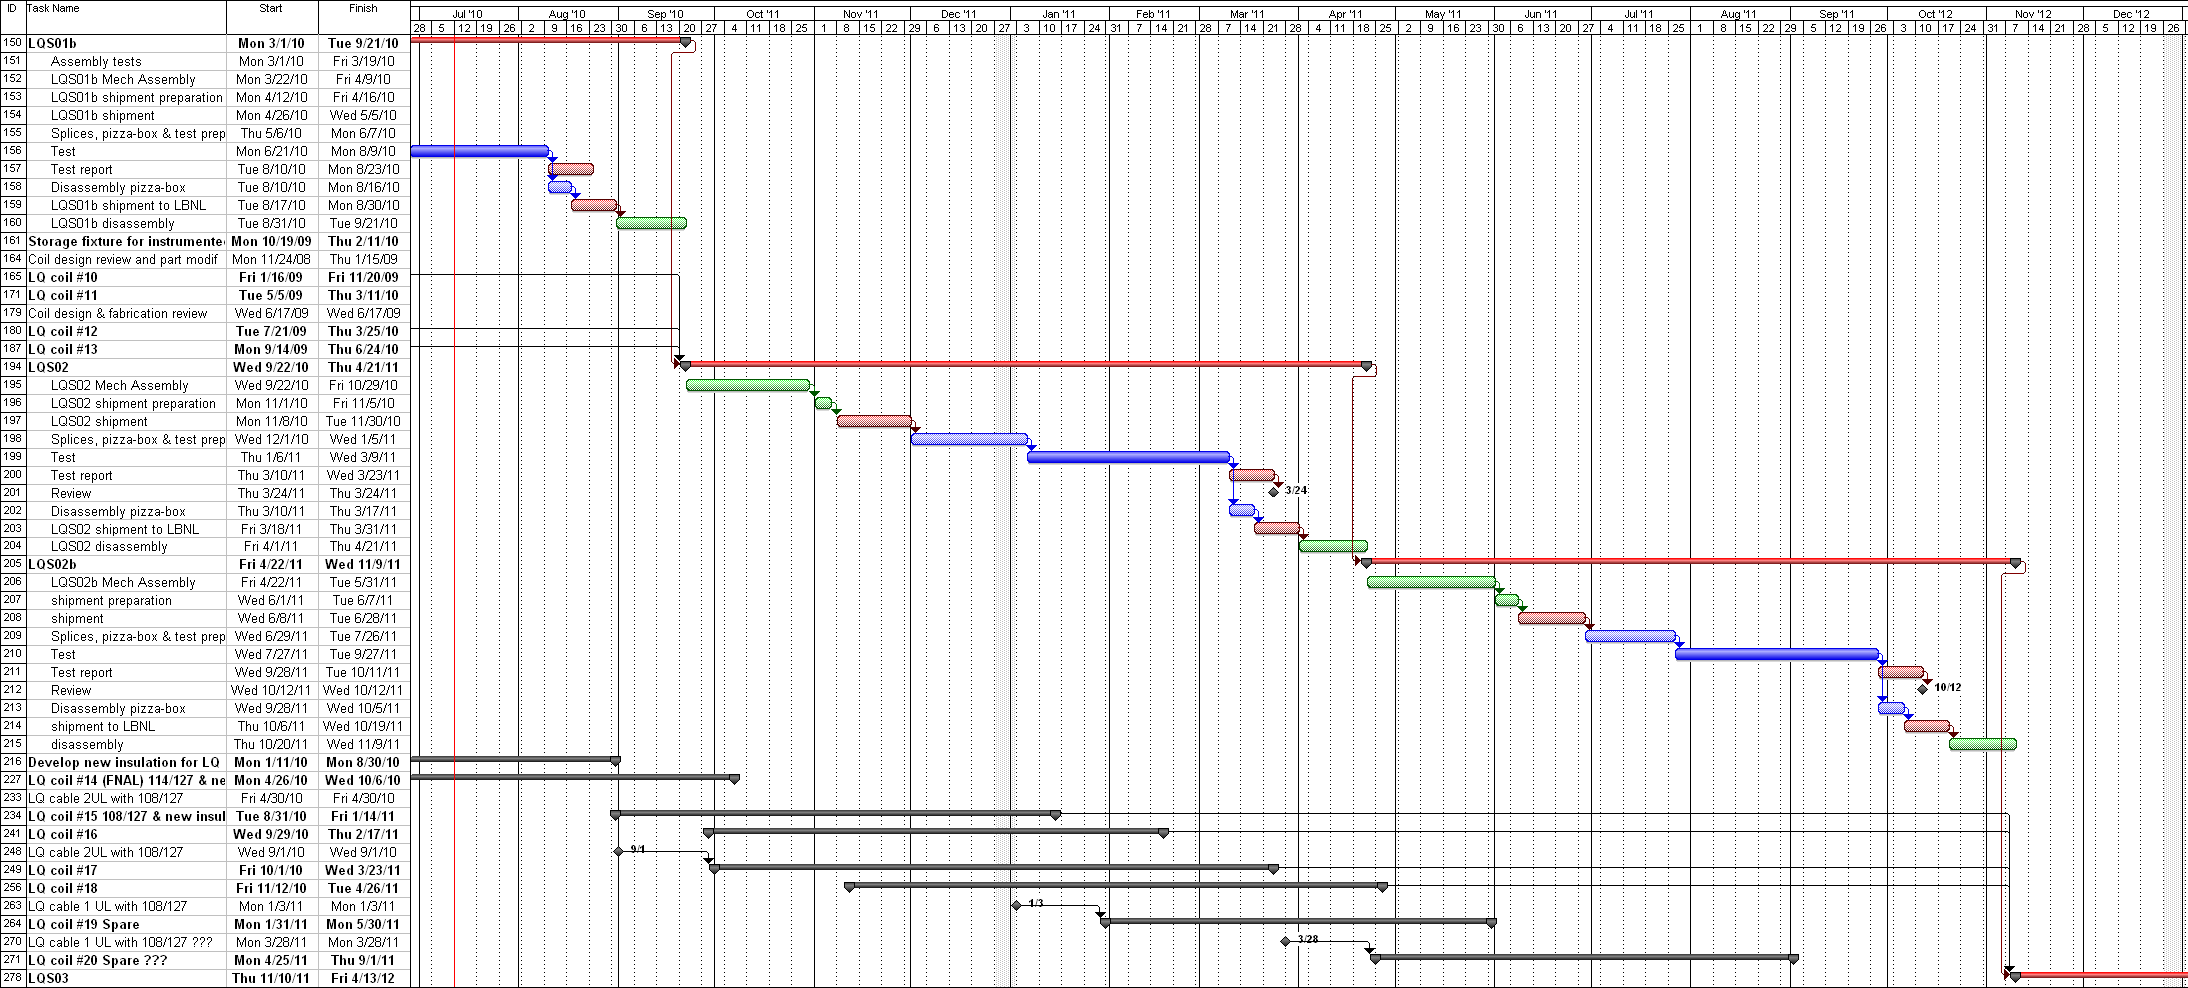 ID Task Name Start Finish Jul '10 Aug '10 Sep '10 Oct '11 Nov '11 Dec '11 Jan '11 Feb '11 Mar '11 Apr '11 May '11 Jun '11 Jul '11 Aug '11 Sep '11 Oct '12 Nov '12 Dec '12
28 5 12 19 26 2 9 16 23 30 6 13 20 27 4 11 18 25 1 8 15 22 29 6 13 20 27 3 10 17 24 31 7 14 21 28 7 14 21 28 4 11 18 25 2 9 16 23 30 6 13 20 27 4 11 18 25 1 8 15 22 29 5 12 19 26 3 10 17 24 31 7 14 21 28 5 12 19 26
150 LQS01b Mon 3/1/10 Tue 9/21/10
151 Assembly tests Mon 3/1/10 Fri 3/19/10
152 LQS01b Mech Assembly Mon 3/22/10 Fri 4/9/10
153 LQS01b shipment preparation Mon 4/12/10 Fri 4/16/10
154 LQS01b shipment Mon 4/26/10 Wed 5/5/10
155 Splices, pizza-box & test prep Thu 5/6/10 Mon 6/7/10
156 Test Mon 6/21/10 Mon 8/9/10
157 Test report Tue 8/10/10 Mon 8/23/10
158 Disassembly pizza-box Tue 8/10/10 Mon 8/16/10
159 LQS01b shipment to LBNL Tue 8/17/10 Mon 8/30/10
160 LQS01b disassembly Tue 8/31/10 Tue 9/21/10
161 Storage fixture for instrumente Mon 10/19/09 Thu 2/11/10
164 Coil design review and part modif Mon 11/24/08 Thu 1/15/09
165 LQ coil #10 Fri 1/16/09 Fri 11/20/09
171 LQ coil #11 Tue 5/5/09 Thu 3/11/10
179 Coil design & fabrication review Wed 6/17/09 Wed 6/17/09
180 LQ coil #12 Tue 7/21/09 Thu 3/25/10
187 LQ coil #13 Mon 9/14/09 Thu 6/24/10
194 LQS02 Wed 9/22/10 Thu 4/21/11
195 LQS02 Mech Assembly Wed 9/22/10 Fri 10/29/10
196 LQS02 shipment preparation Mon 11/1/10 Fri 11/5/10
197 LQS02 shipment Mon 11/8/10 Tue 11/30/10
198 Splices, pizza-box & test prep Wed 12/1/10 Wed 1/5/11
199 Test Thu 1/6/11 Wed 3/9/11
200 Test report Thu 3/10/11 Wed 3/23/11
201 Review Thu 3/24/11 Thu 3/24/11 3/24
202 Disassembly pizza-box Thu 3/10/11 Thu 3/17/11
203 LQS02 shipment to LBNL Fri 3/18/11 Thu 3/31/11
204 LQS02 disassembly Fri 4/1/11 Thu 4/21/11
205 LQS02b Fri 4/22/11 Wed 11/9/11
206 LQS02b Mech Assembly Fri 4/22/11 Tue 5/31/11
207 shipment preparation Wed 6/1/11 Tue 6/7/11
208 shipment Wed 6/8/11 Tue 6/28/11
209 Splices, pizza-box & test prep Wed 6/29/11 Tue 7/26/11
210 Test Wed 7/27/11 Tue 9/27/11
211 Test report Wed 9/28/11 Tue 10/11/11
212 Review Wed 10/12/11 Wed 10/12/11 10/12
213 Disassembly pizza-box Wed 9/28/11 Wed 10/5/11
214 shipment to LBNL Thu 10/6/11 Wed 10/19/11
215 disassembly Thu 10/20/11 Wed 11/9/11
216 Develop new insulation for LQ Mon 1/11/10 Mon 8/30/10
227 LQ coil #14 (FNAL) 114/127 & ne Mon 4/26/10 Wed 10/6/10
233 LQ cable 2UL with 108/127 Fri 4/30/10 Fri 4/30/10
234 LQ coil #15 108/127 & new insul Tue 8/31/10 Fri 1/14/11
241 LQ coil #16 Wed 9/29/10 Thu 2/17/11
248 LQ cable 2UL with 108/127 Wed 9/1/10 Wed 9/1/10 9/1
249 LQ coil #17 Fri 10/1/10 Wed 3/23/11
256 LQ coil #18 Fri 11/12/10 Tue 4/26/11
263 LQ cable 1 UL with 108/127 Mon 1/3/11 Mon 1/3/11 1/3
264 LQ coil #19 Spare Mon 1/31/11 Mon 5/30/11
270 LQ cable 1 UL with 108/127 ??? Mon 3/28/11 Mon 3/28/11 3/28
271 LQ coil #20 Spare ??? Mon 4/25/11 Thu 9/1/11
278 LQS03 Thu 11/10/11 Fri 4/13/12